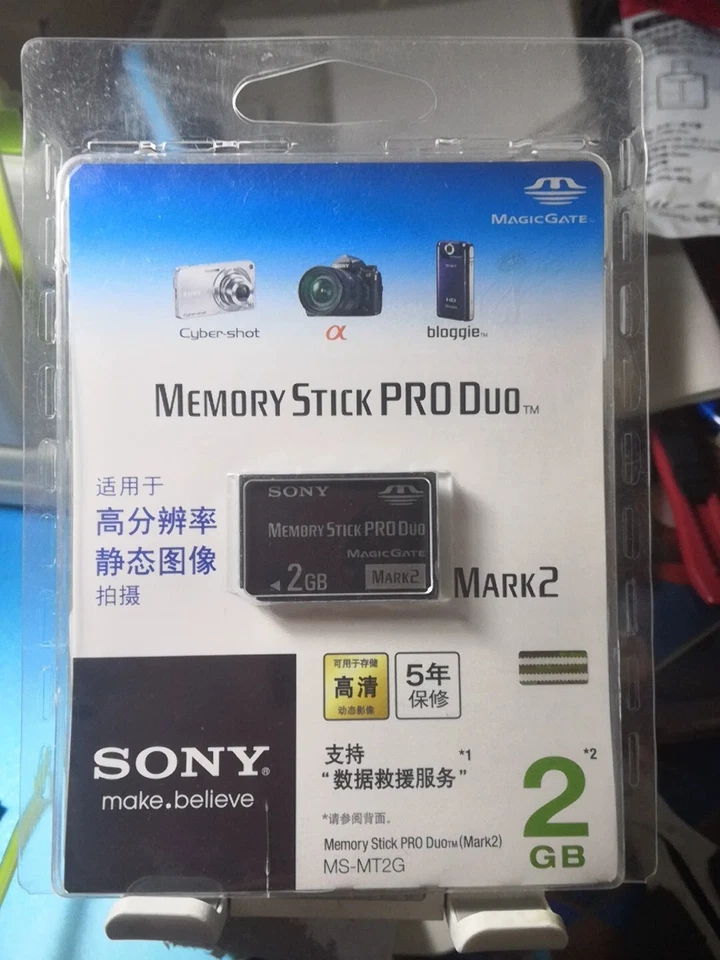 MAGICGATE™
Cyber-shot
α
bloggie™
MEMORY STICK PRO DUO™
适用于
高分辨率
静态图像
拍摄
SONY
MEMORY STICK PRO DUO
MAGICGATE
2GB
MARK2
MARK2
可用于存储
高清
动态影像
5年
保修
SONY®
make.believe
支持
“数据救援服务”*1
*请参阅背面。
Memory Stick PRO Duo™(Mark2)
MS-MT2G
2*2
GB